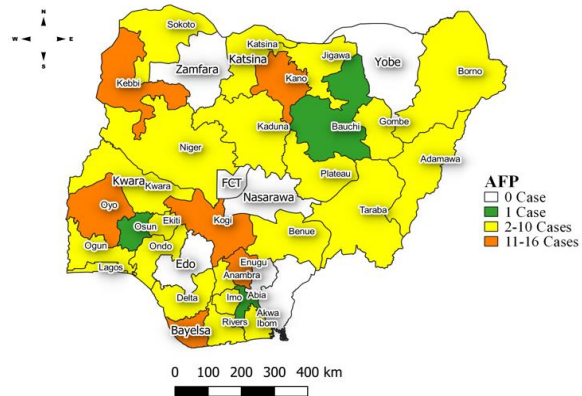 N
W E
S
Sokoto
Katsina
Katsina
Jigawa
Yobe
Zamfara
Borno
Kebbi
Kano
Gombe
Kaduna
Bauchi
Niger
Adamawa
Plateau
Kwara
Kwara
FCT
Nasarawa
Oyo
Taraba
Kogi
Osun
Ekiti
Benue
Ogun
Ondo
Edo
Enugu
Lagos
Anambra
Delta
Imo
Abia
Akwa
Ibom
Rivers
Bayelsa
AFP
0 Case
1 Case
2-10 Cases
11-16 Cases
0 100 200 300 400 km